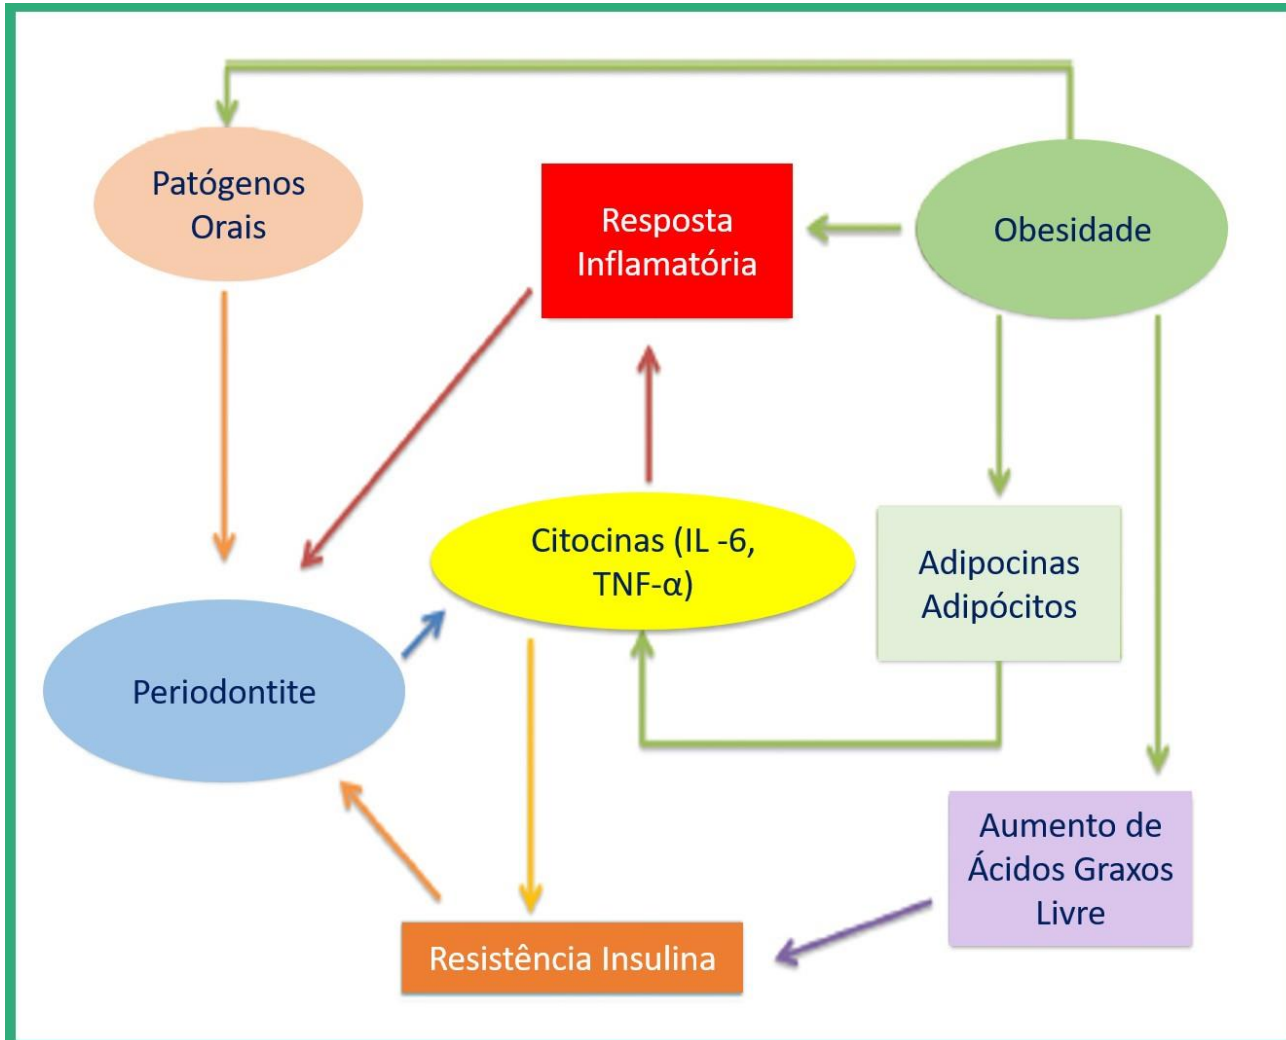 Patógenos
Orais
Resposta
Inflamatória
Obesidade
Citocinas (IL -6,
TNF-α)
Adipocinas
Adipócitos
Periodontite
Aumento de
Ácidos Graxos
Livre
Resistência Insulina